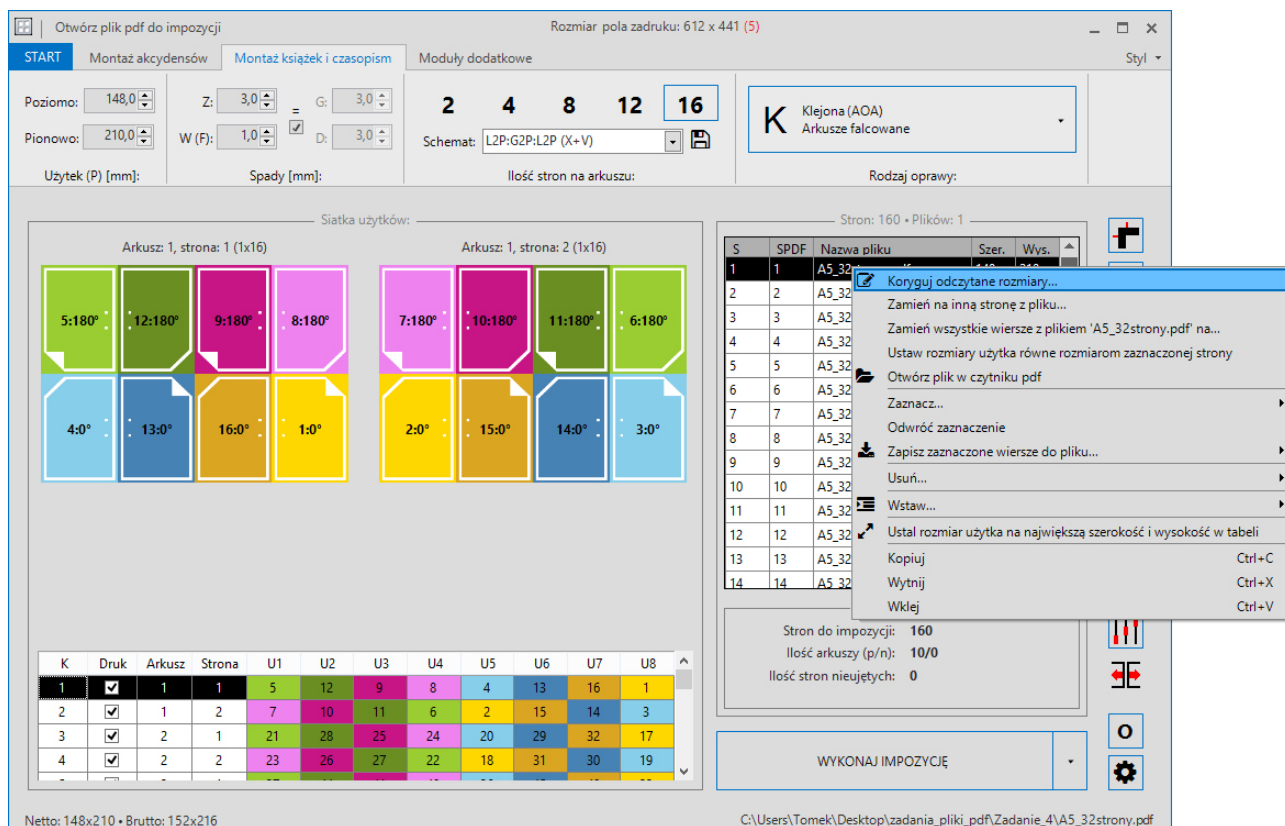 Otwórz plik pdf do impozycji
Rozmiar pola zadruku: 612 x 441 (5)
START Montaż akcydensów Montaż książek i czasopism Moduły dodatkowe Styl
Poziomo: 148,0 Z: 3,0 = G: 3,0 2 4 8 12 16 K Klejona (AOA)
Arkusze falcowane
Pionowo: 210,0 W (F): 1,0 D: 3,0 Schemat: L2P:G2P:L2P (X+V)
Użytek (P) [mm]: Spady [mm]: Ilość stron na arkuszu: Rodzaj oprawy:
Siatka użytków:
Arkusz: 1, strona: 1 (1x16) Arkusz: 1, strona: 2 (1x16)
5:180° 12:180° 9:180° 8:180° 7:180° 10:180° 11:180° 6:180°
4:0° 13:0° 16:0° 1:0° 2:0° 15:0° 14:0° 3:0°
K Druk Arkusz Strona U1 U2 U3 U4 U5 U6 U7 U8
1 1 1 5 12 9 8 4 13 16 1
2 1 2 7 10 11 6 2 15 14 3
3 2 1 21 28 25 24 20 29 32 17
4 2 2 23 26 27 22 18 31 30 19
Stron: 160 • Plików: 1
S SPDF Nazwa pliku Szer. Wys.
1 1
2 2 A5_32
3 3 A5_32
4 4 A5_32
5 5 A5_32
6 6 A5_32
7 7 A5_32
8 8 A5_32
9 9 A5_32
10 10 A5_32
11 11 A5_32
12 12 A5_32
13 13 A5_32
14 14 A5_32
Koryguj odczytane rozmiary...
Zamień na inną stronę z pliku...
Zamień wszystkie wiersze z plikiem 'A5_32strony.pdf' na...
Ustaw rozmiary użytka równe rozmiarom zaznaczonej strony
Otwórz plik w czytniku pdf
Zaznacz...
Odwróć zaznaczenie
Zapisz zaznaczone wiersze do pliku...
Usuń...
Wstaw...
Ustal rozmiar użytka na największą szerokość i wysokość w tabeli
Kopiuj Ctrl+C
Wytnij Ctrl+X
Wklej Ctrl+V
Stron do impozycji: 160
Ilość arkuszy (p/n): 10/0
Ilość stron nieujętych: 0
O
WYKONAJ IMPOZYCJĘ
Netto: 148x210 • Brutto: 152x216
C:\Users\Tomek\Desktop\zadania_pliki_pdf\Zadanie_4\A5_32strony.pdf